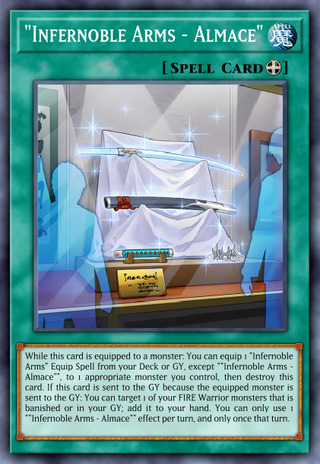 "Infernoble Arms - Almace"
[Spell Card]
While this card is equipped to a monster: You can equip 1 "Infernoble
Arms" Equip Spell from your Deck or GY, except ""Infernoble Arms -
Almace"", to 1 appropriate monster you control, then destroy this
card. If this card is sent to the GY because the equipped monster is
sent to the GY: You can target 1 of your FIRE Warrior monsters that is
banished or in your GY; add it to your hand. You can only use 1
""Infernoble Arms - Almace"" effect per turn, and only once that turn.